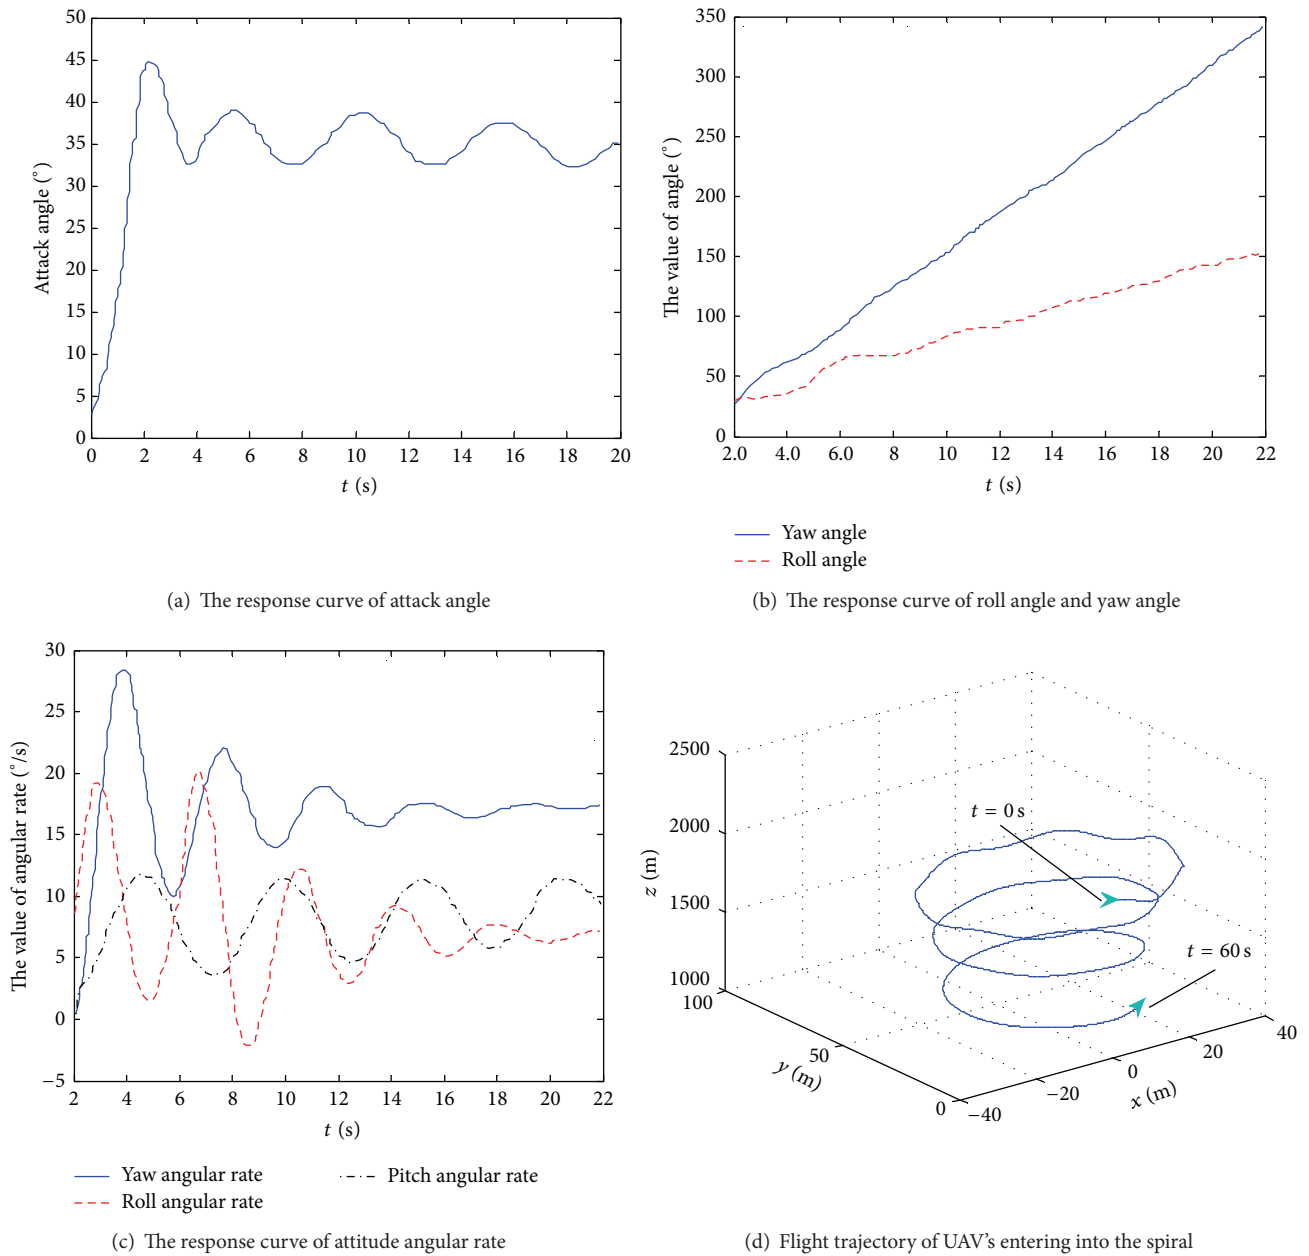 50
45
40
35
30
25
20
15
10
5
0
Attack angle (°)
0 2 4 6 8 10 12 14 16 18 20
t (s)
(a) The response curve of attack angle
350
300
250
200
150
100
50
0
The value of angle (°)
2.0 4.0 6.0 8 10 12 14 16 18 20 22
t (s)
Yaw angle
Roll angle
(b) The response curve of roll angle and yaw angle
30
25
20
15
10
5
0
−5
The value of angular rate (°/s)
2 4 6 8 10 12 14 16 18 20 22
t (s)
Yaw angular rate
Roll angular rate
Pitch angular rate
(c) The response curve of attitude angular rate
2500
2000
1500
1000
z (m)
100
50
0
y (m)
−40
−20
0
20
40
x (m)
t = 0 s
t = 60 s
(d) Flight trajectory of UAV's entering into the spiral